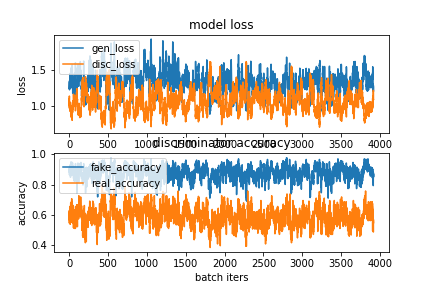 model loss
gen_loss
disc_loss
loss
1.5
1.0
0 500 1000 1500 2000 2500 3000 3500 4000
discriminator accuracy
fake_accuracy
real_accuracy
accuracy
1.0
0.8
0.6
0.4
0 500 1000 1500 2000 2500 3000 3500 4000
batch iters